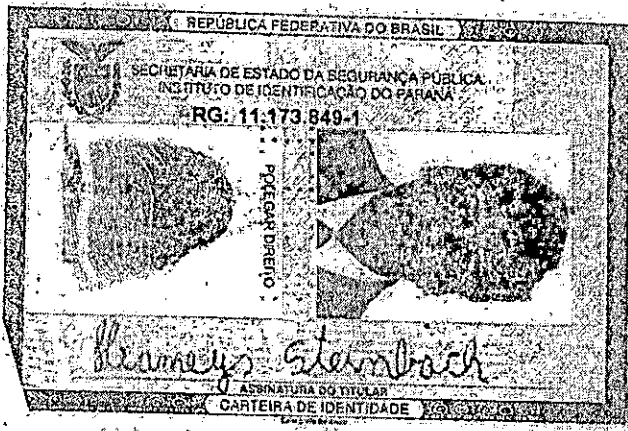 REPÚBLICA FEDERATIVA DO BRASIL
SECRETARIA DE ESTADO DA SEGURANÇA PÚBLICA
INSTITUTO DE IDENTIFICAÇÃO DO PARANÁ
RG: 11.173.849-1
POLEGAR DIREITO
Steinbach
ASSINATURA DO TITULAR
CARTEIRA DE IDENTIDADE